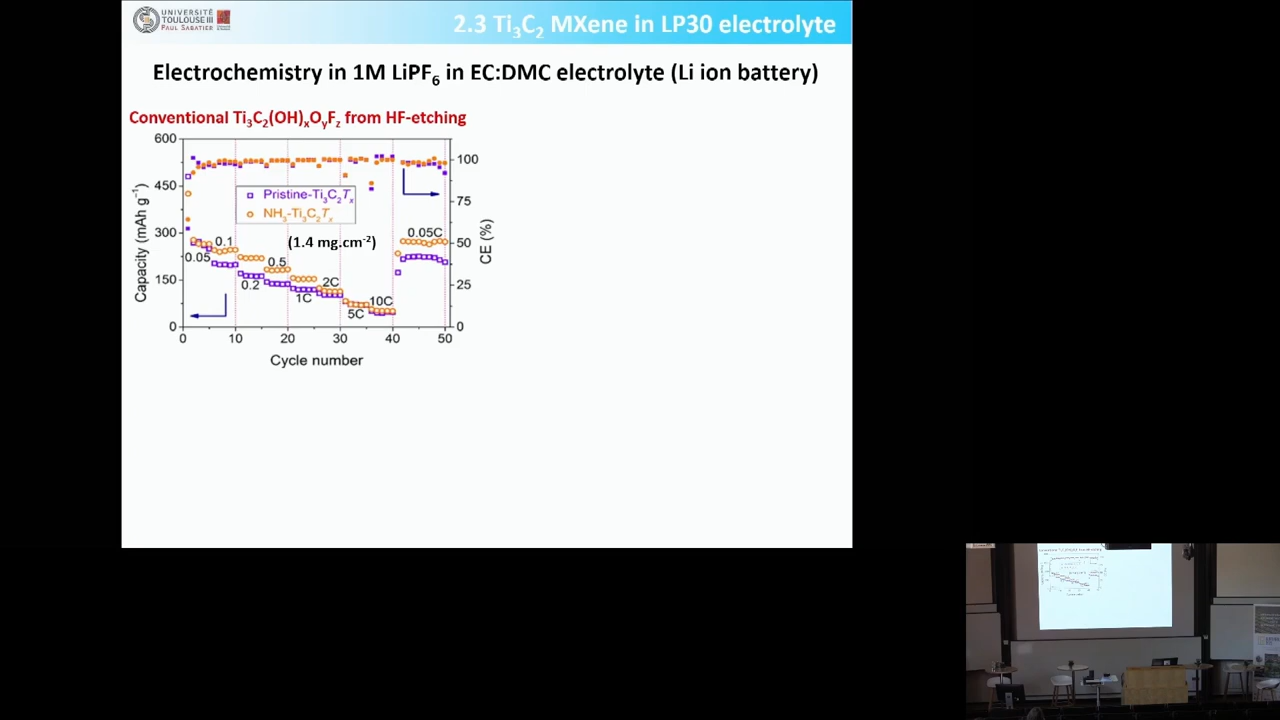 UNIVERSITÉ
TOULOUSE III
PAUL SABATIER
2.3 Ti₃C₂ MXene in LP30 electrolyte
Electrochemistry in 1M LiPF₆ in EC:DMC electrolyte (Li ion battery)
Conventional Ti₃C₂(OH)ₓOᵧF_z from HF-etching
600
450
300
150
0
Capacity (mAh g⁻¹)
100
75
50
25
0
CE (%)
Pristine-Ti₃C₂Tₓ
NH₃-Ti₃C₂Tₓ
(1.4 mg.cm⁻²)
0.05
0.1
0.2
0.5
1C
2C
5C
10C
0.05C
0 10 20 30 40 50
Cycle number